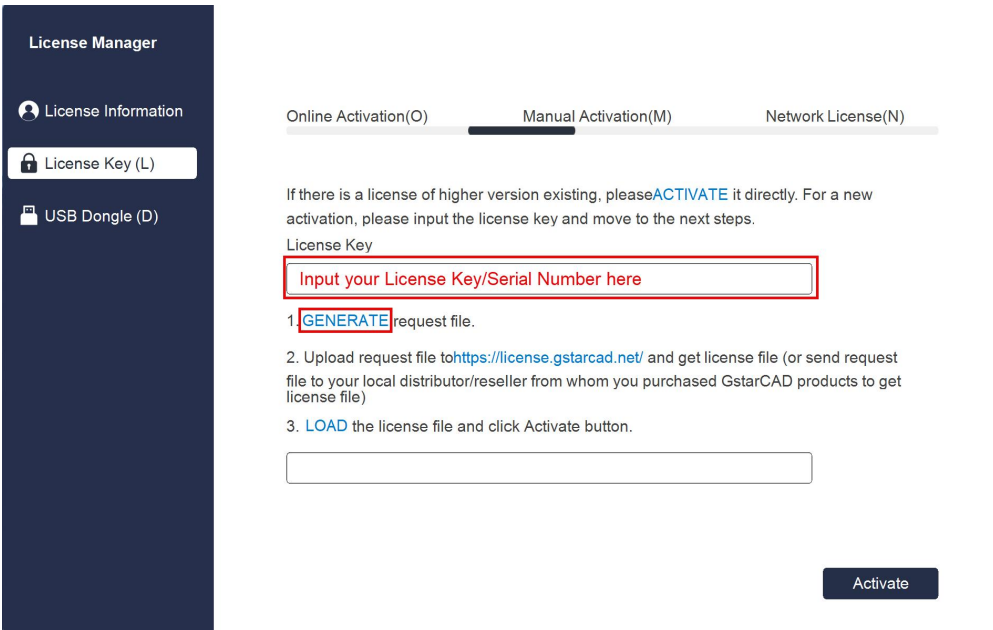 License Manager
License Information
License Key (L)
USB Dongle (D)
Online Activation(O) Manual Activation(M) Network License(N)
If there is a license of higher version existing, pleaseACTIVATE it directly. For a new
activation, please input the license key and move to the next steps.
License Key
Input your License Key/Serial Number here
1.GENERATE request file.
2. Upload request file tohttps://license.gstarcad.net/ and get license file (or send request
file to your local distributor/reseller from whom you purchased GstarCAD products to get
license file)
3. LOAD the license file and click Activate button.
Activate